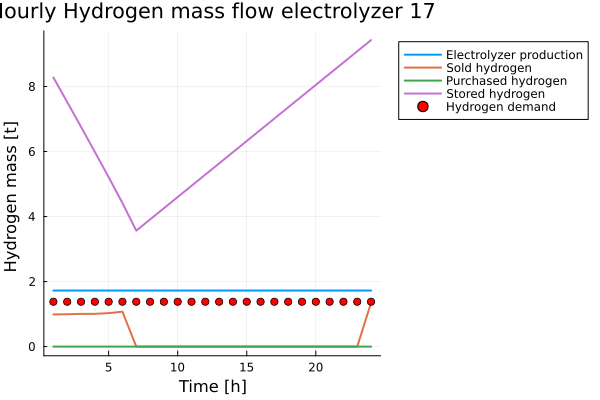 Hourly Hydrogen mass flow electrolyzer 17
Hydrogen mass [t]
8
6
4
2
0
5
10
15
20
Time [h]
Electrolyzer production
Sold hydrogen
Purchased hydrogen
Stored hydrogen
Hydrogen demand